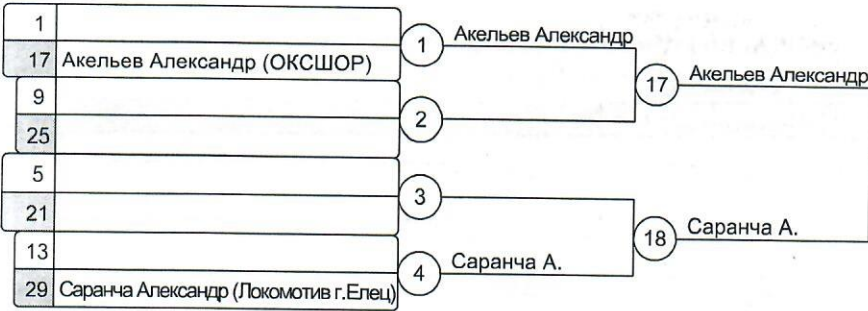 1
17 Акельев Александр (ОКСШОР)
9
25
5
21
13
29 Саранча Александр (Локомотив г.Елец)
1 Акельев Александр
2
3
4 Саранча А.
17 Акельев Александр
18 Саранча А.